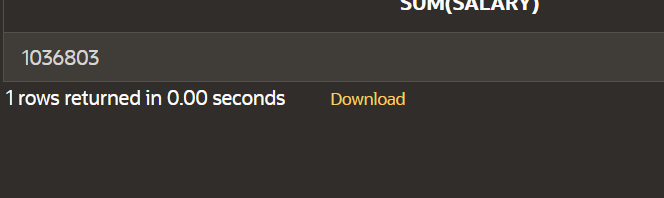 SUM(SALARY)
1036803
1 rows returned in 0.00 seconds Download